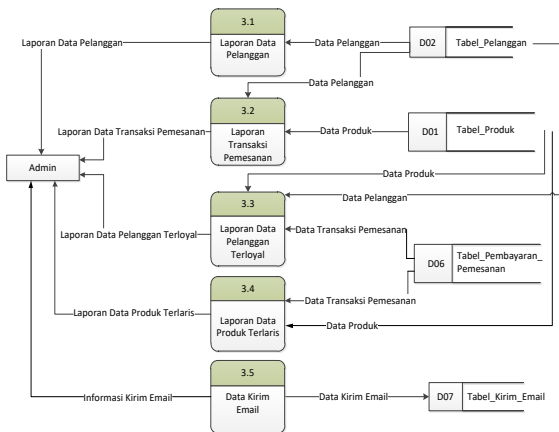 3.1
Laporan Data Pelanggan
Laporan Data
Pelanggan
Data Pelanggan
D02
Tabel_Pelanggan
Data Pelanggan
3.2
Laporan Data Transaksi Pemesanan
Laporan
Transaksi
Pemesanan
Data Produk
D01
Tabel_Produk
Admin
Data Produk
3.3
Data Pelanggan
Laporan Data Pelanggan Terloyal
Laporan Data
Pelanggan
Terloyal
Data Transaksi Pemesanan
D06
Tabel_Pembayaran_
Pemesanan
3.4
Data Transaksi Pemesanan
Laporan Data Produk Terlaris
Laporan Data
Produk Terlaris
Data Produk
3.5
Informasi Kirim Email
Data Kirim
Email
Data Kirim Email
D07
Tabel_Kirim_Email